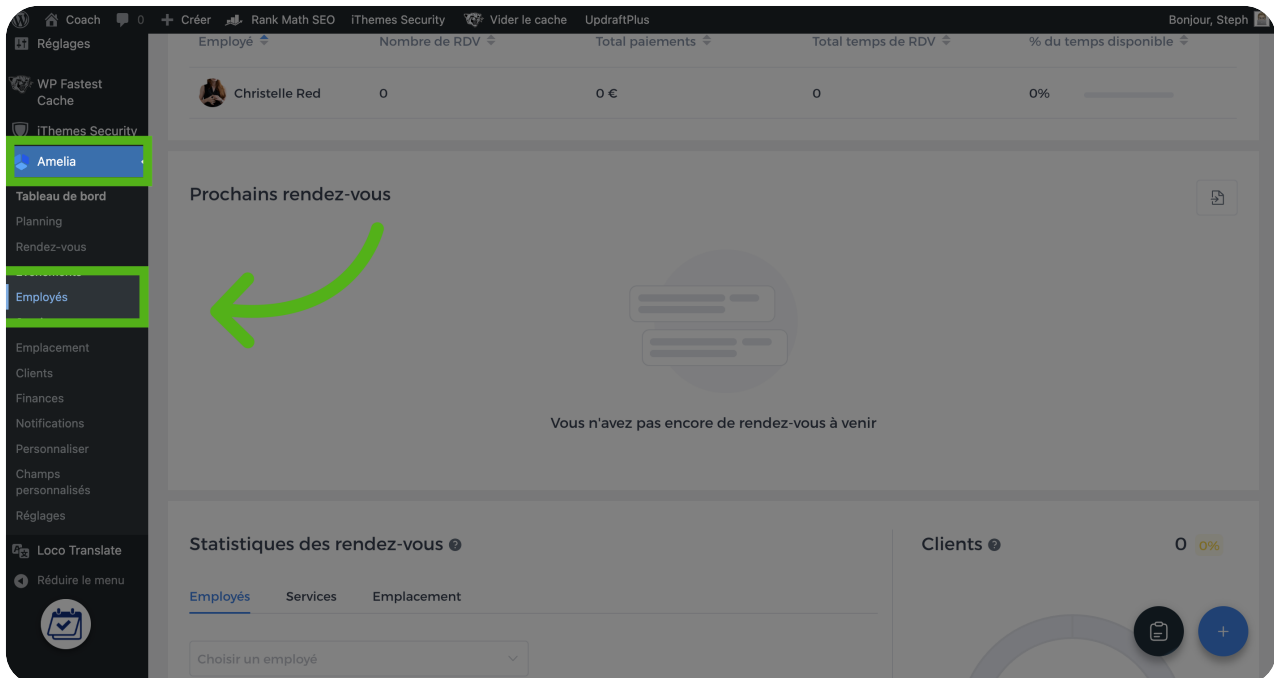 Coach 0 Créer Rank Math SEO iThemes Security Vider le cache UpdraftPlus Bonjour, Steph
Réglages
WP Fastest
Cache
iThemes Security
Amelia
Tableau de bord
Planning
Rendez-vous
Employés
Emplacement
Clients
Finances
Notifications
Personnaliser
Champs
personnalisés
Réglages
Loco Translate
Réduire le menu
Employé Nombre de RDV Total paiements Total temps de RDV % du temps disponible
Christelle Red 0 0 € 0 0%
Prochains rendez-vous
Vous n'avez pas encore de rendez-vous à venir
Statistiques des rendez-vous ?
Employés Services Emplacement
Choisir un employé
Clients ? 0 0%
+